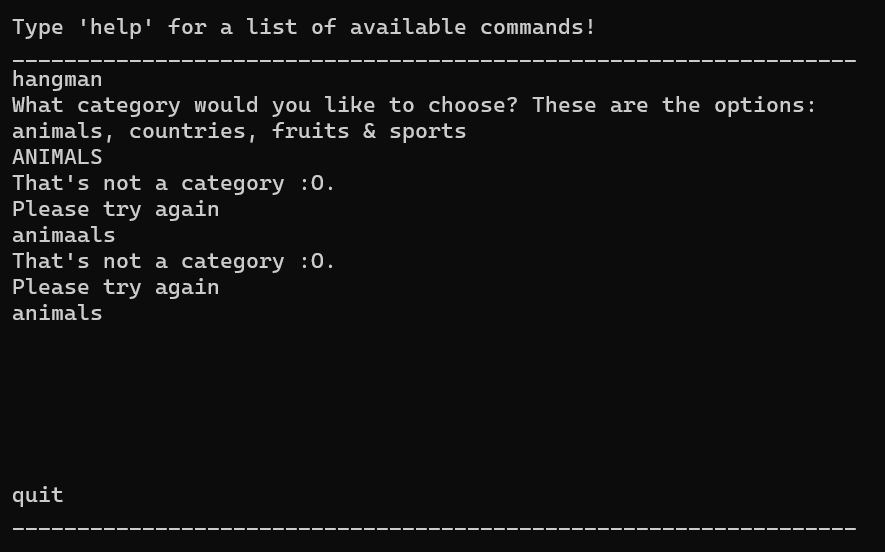 Type 'help' for a list of available commands!
_________________________________________________________________
hangman
What category would you like to choose? These are the options:
animals, countries, fruits & sports
ANIMALS
That's not a category :O.
Please try again
animaals
That's not a category :O.
Please try again
animals
quit
_________________________________________________________________